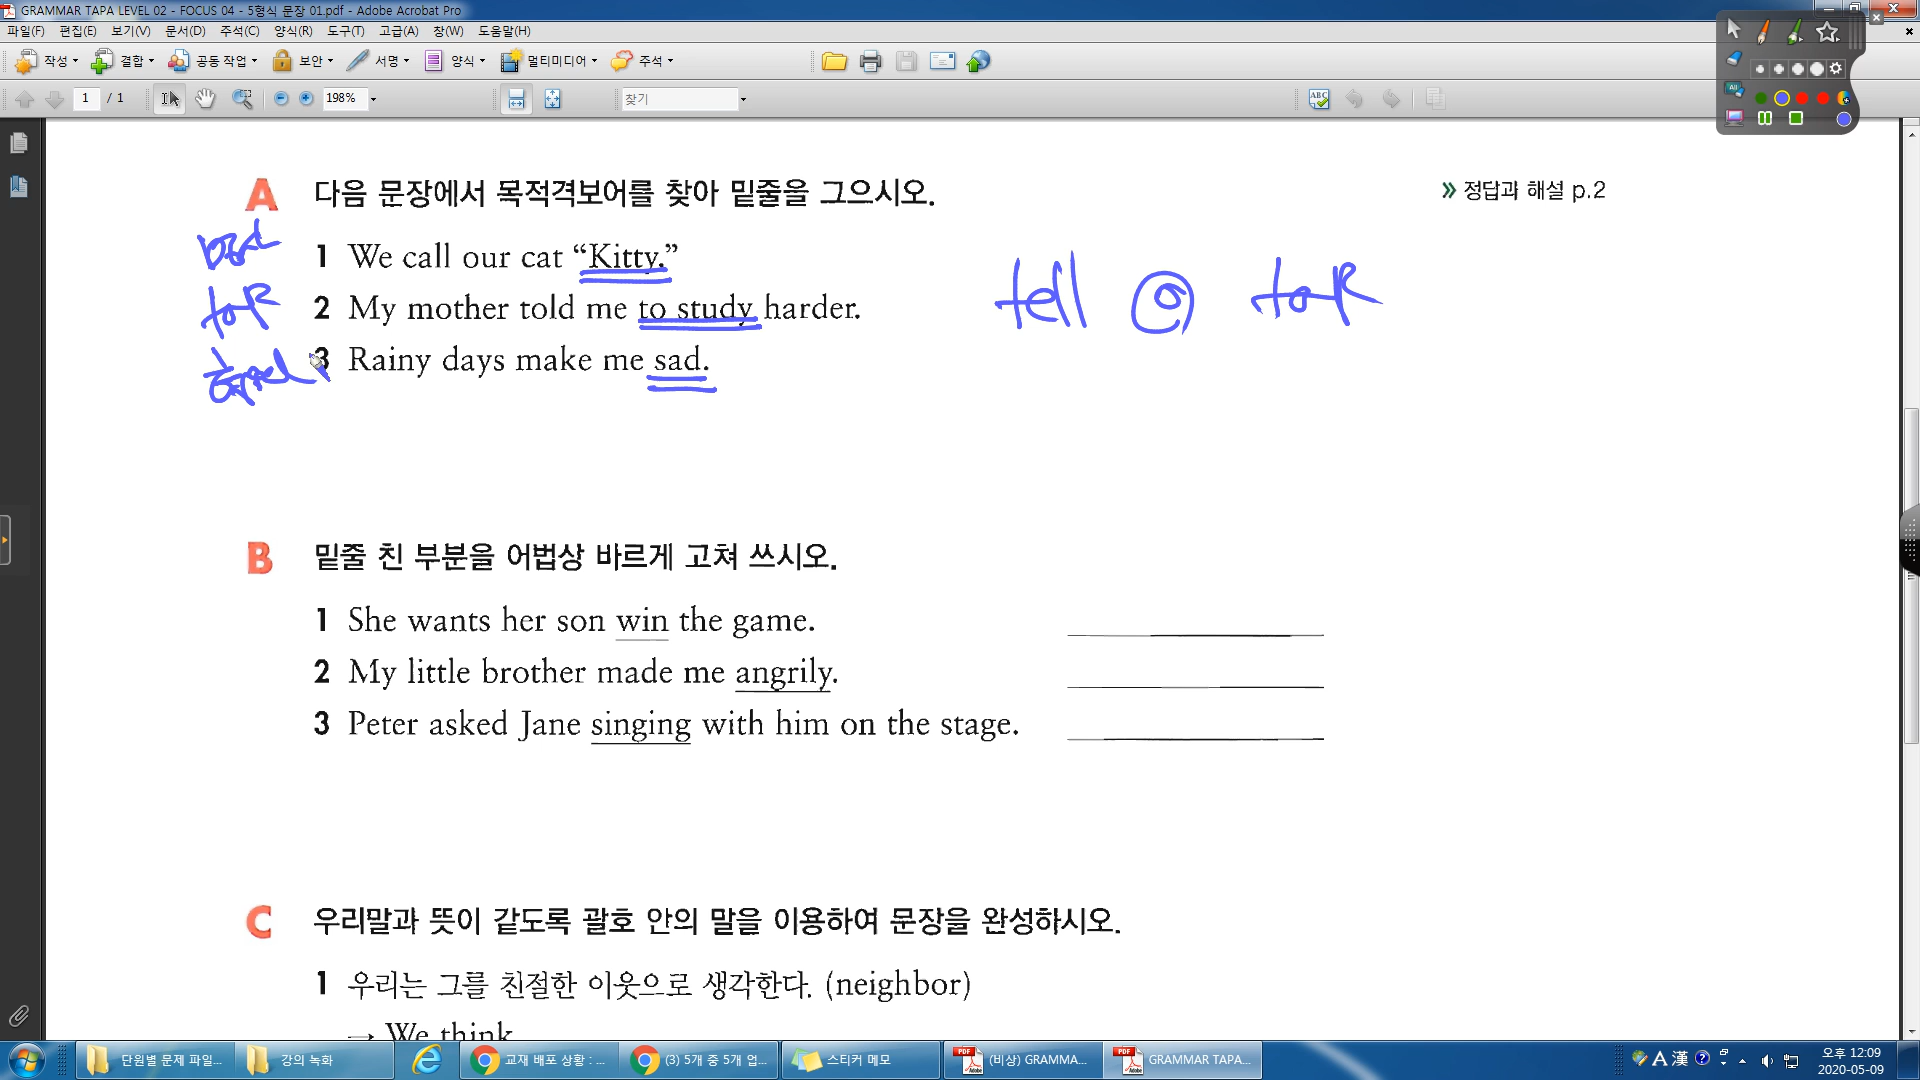 GRAMMAR TAPA LEVEL 02 - FOCUS 04 - 5형식 문장 01.pdf - Adobe Acrobat Pro
파일(F) 편집(E) 보기(V) 문서(D) 주석(C) 양식(R) 도구(T) 고급(A) 창(W) 도움말(H)
작성 결합 공동 작업 보안 서명 양식 멀티미디어 주석
1 / 1 198% 찾기
A 다음 문장에서 목적격보어를 찾아 밑줄을 그으시오.
» 정답과 해설 p.2
1 We call our cat “Kitty.”
2 My mother told me to study harder.
tell
3 Rainy days make me sad.
B 밑줄 친 부분을 어법상 바르게 고쳐 쓰시오.
1 She wants her son win the game.
2 My little brother made me angrily.
3 Peter asked Jane singing with him on the stage.
C 우리말과 뜻이 같도록 괄호 안의 말을 이용하여 문장을 완성하시오.
1 우리는 그를 친절한 이웃으로 생각한다. (neighbor)
→ We think
단원별 문제 파일... 강의 녹화 교재 배포 상황 : ... (3) 5개 중 5개 업... 스티커 메모 (비상) GRAMMA... GRAMMAR TAPA... A 漢 오후 12:09
2020-05-09